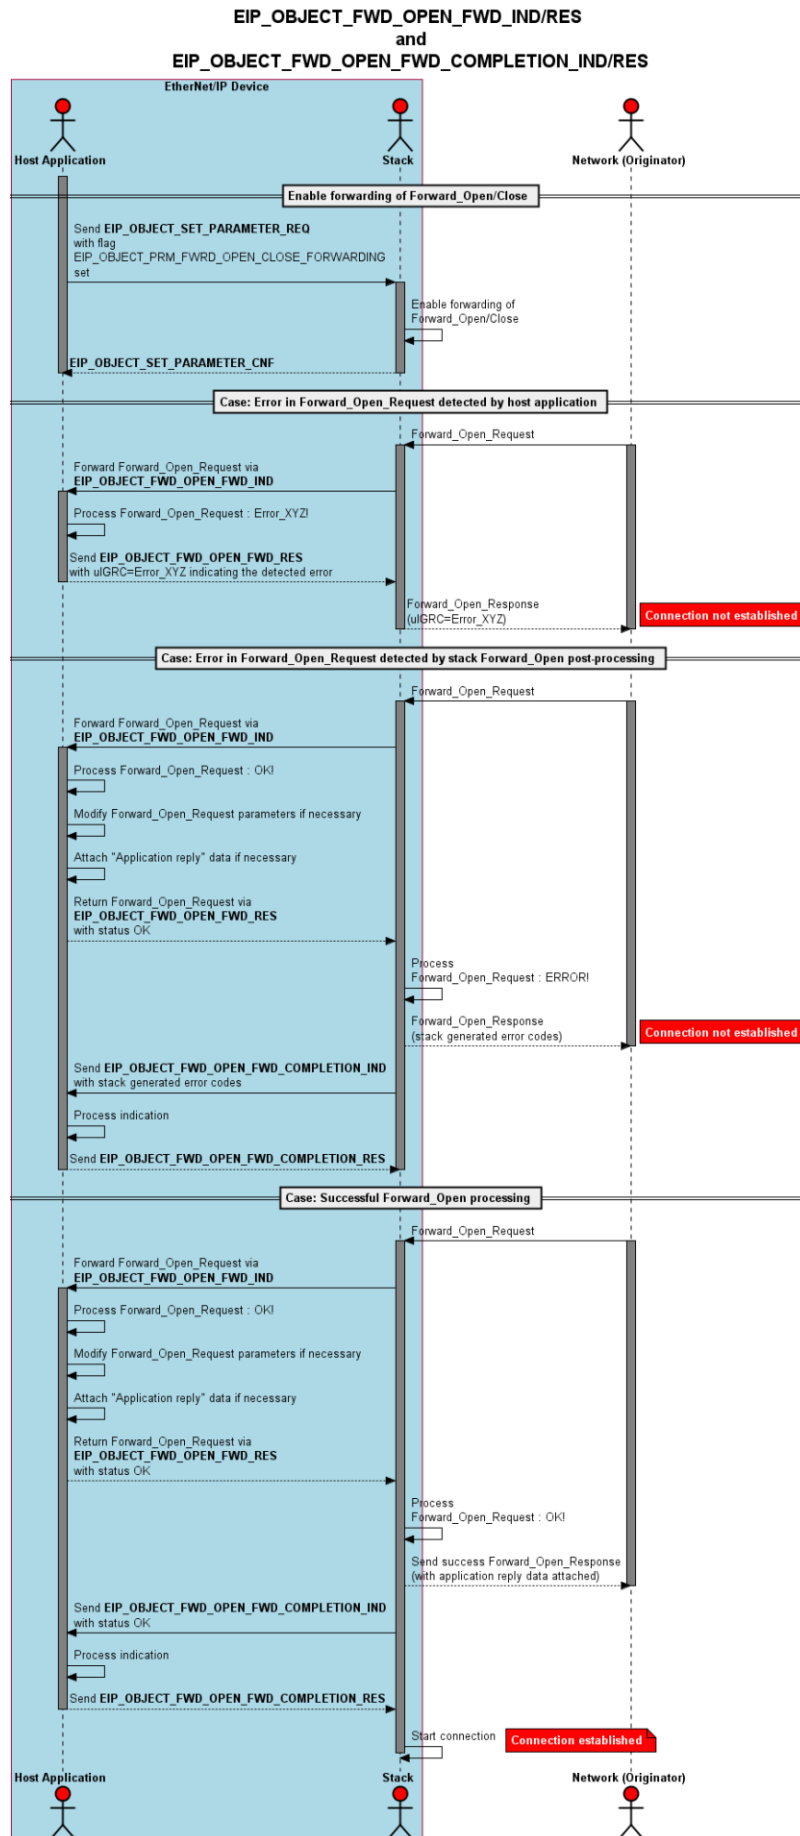 EIP_OBJECT_FWD_OPEN_FWD_IND/RES
and
EIP_OBJECT_FWD_OPEN_FWD_COMPLETION_IND/RES
EtherNet/IP Device
Host Application
Stack
Network (Originator)
Enable forwarding of Forward_Open/Close
Send EIP_OBJECT_SET_PARAMETER_REQ
with flag
EIP_OBJECT_PRM_FWRD_OPEN_CLOSE_FORWARDING
set
Enable forwarding of
Forward_Open/Close
EIP_OBJECT_SET_PARAMETER_CNF
Case: Error in Forward_Open_Request detected by host application
Forward_Open_Request
Forward Forward_Open_Request via
EIP_OBJECT_FWD_OPEN_FWD_IND
Process Forward_Open_Request : Error_XYZ!
Send EIP_OBJECT_FWD_OPEN_FWD_RES
with ulGRC=Error_XYZ indicating the detected error
Forward_Open_Response
(ulGRC=Error_XYZ)
Connection not established
Case: Error in Forward_Open_Request detected by stack Forward_Open post-processing
Forward_Open_Request
Forward Forward_Open_Request via
EIP_OBJECT_FWD_OPEN_FWD_IND
Process Forward_Open_Request : OK!
Modify Forward_Open_Request parameters if necessary
Attach "Application reply" data if necessary
Return Forward_Open_Request via
EIP_OBJECT_FWD_OPEN_FWD_RES
with status OK
Process
Forward_Open_Request : ERROR!
Forward_Open_Response
(stack generated error codes)
Connection not established
Send EIP_OBJECT_FWD_OPEN_FWD_COMPLETION_IND
with stack generated error codes
Process indication
Send EIP_OBJECT_FWD_OPEN_FWD_COMPLETION_RES
Case: Successful Forward_Open processing
Forward_Open_Request
Forward Forward_Open_Request via
EIP_OBJECT_FWD_OPEN_FWD_IND
Process Forward_Open_Request : OK!
Modify Forward_Open_Request parameters if necessary
Attach "Application reply" data if necessary
Return Forward_Open_Request via
EIP_OBJECT_FWD_OPEN_FWD_RES
with status OK
Process
Forward_Open_Request : OK!
Send success Forward_Open_Response
(with application reply data attached)
Send EIP_OBJECT_FWD_OPEN_FWD_COMPLETION_IND
with status OK
Process indication
Send EIP_OBJECT_FWD_OPEN_FWD_COMPLETION_RES
Start connection
Connection established
Host Application
Stack
Network (Originator)